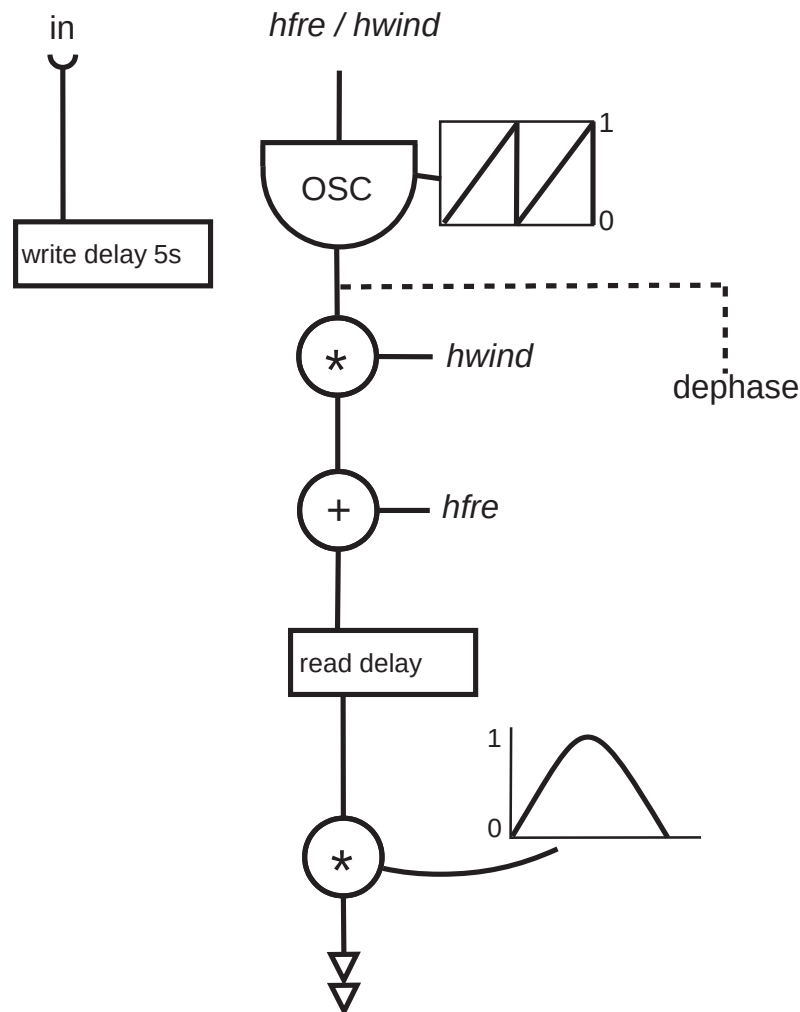 in
hfre / hwind
OSC
1
0
write delay 5s
*
hwind
dephase
+
hfre
read delay
1
0
*